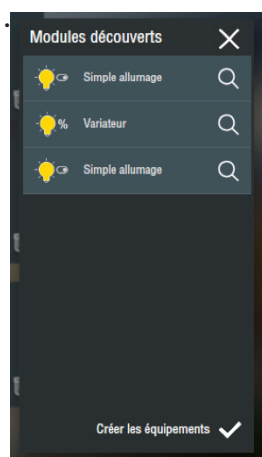 Modules découverts
Simple allumage
% Variateur
Simple allumage
Créer les équipements